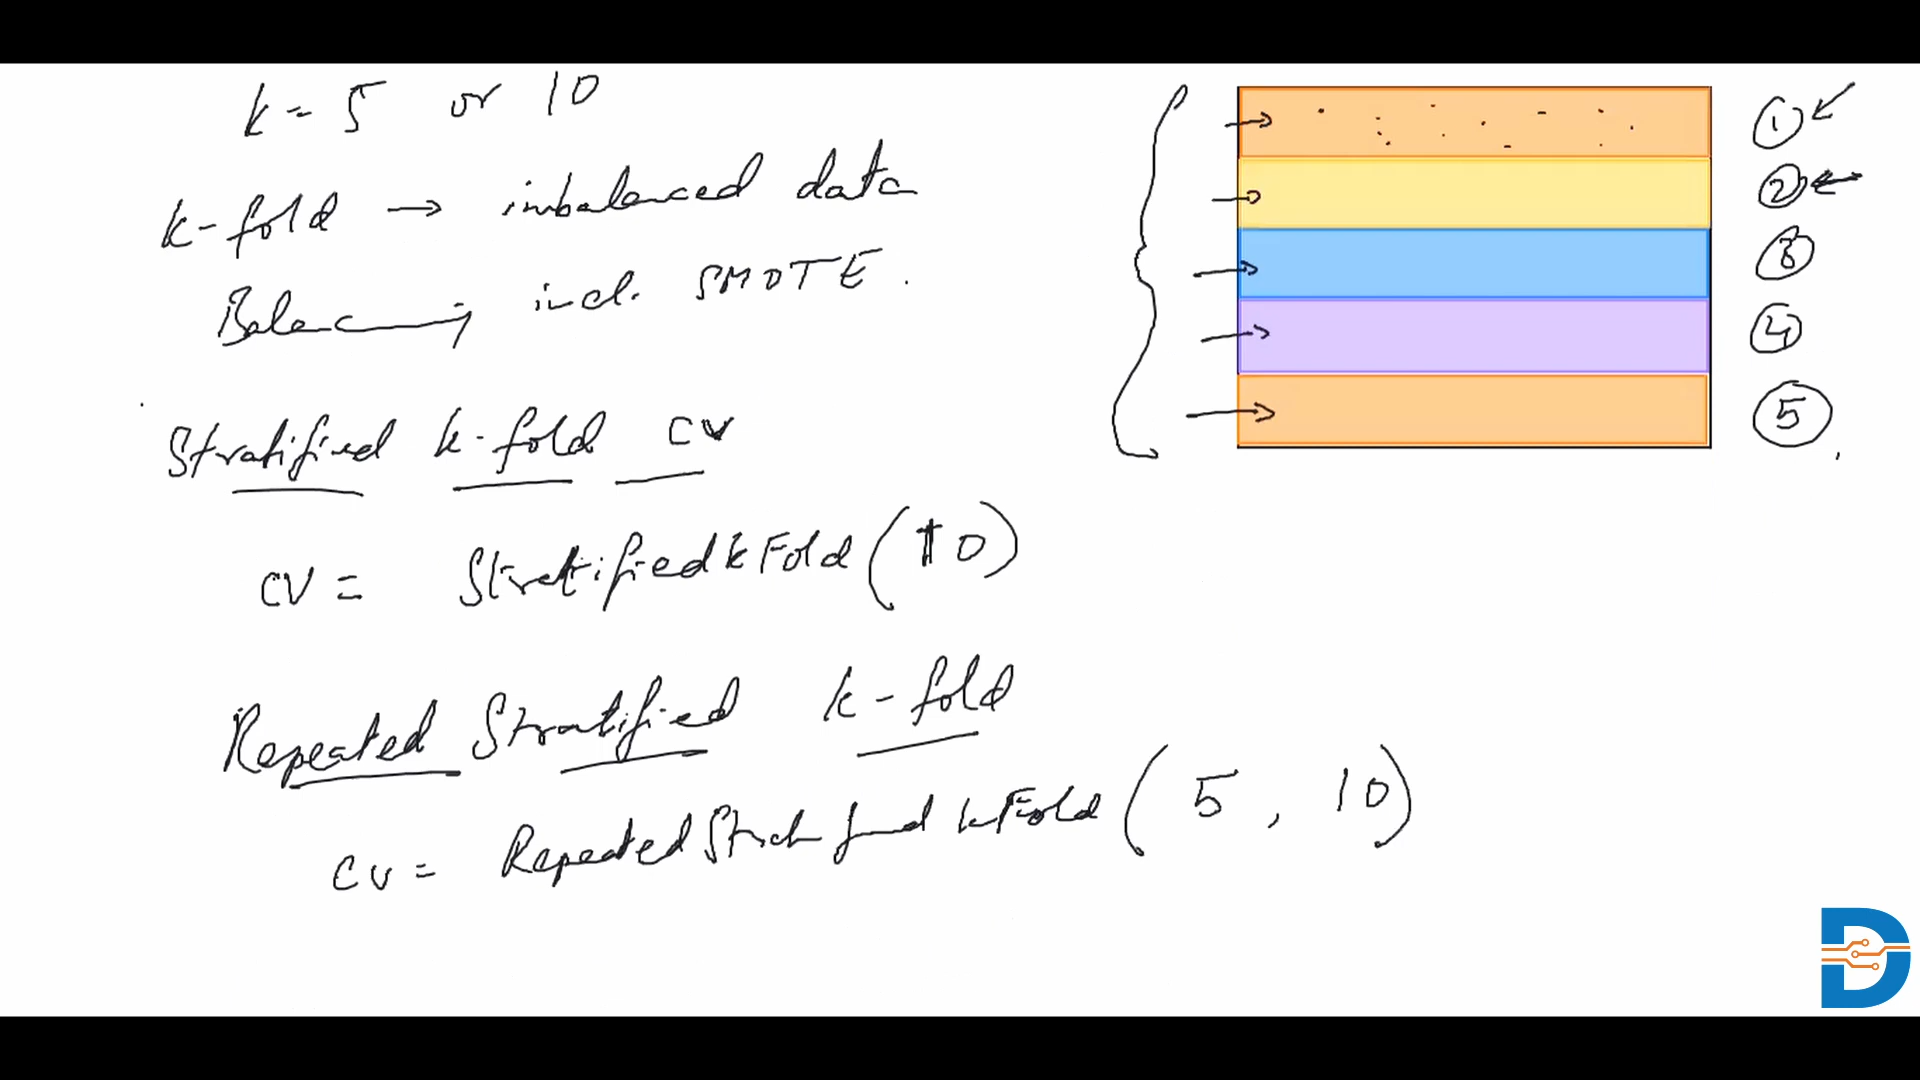 k = 5 or 10
k-fold → imbalanced data
Balancing incl. SMOTE.
Stratified k-fold CV
CV = StratifiedkFold(10)
Repeated Stratified k-fold
CV = RepeatedStratifiedkFold(5, 10)
1
2
3
4
5